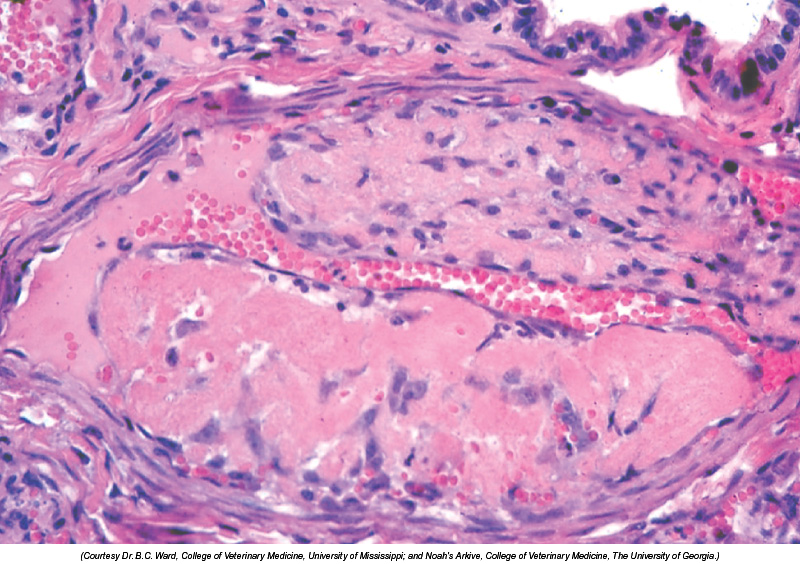 (Courtesy Dr. B.C. Ward, College of Veterinary Medicine, University of Mississippi; and Noah's Arkive, College of Veterinary Medicine, The University of Georgia.)